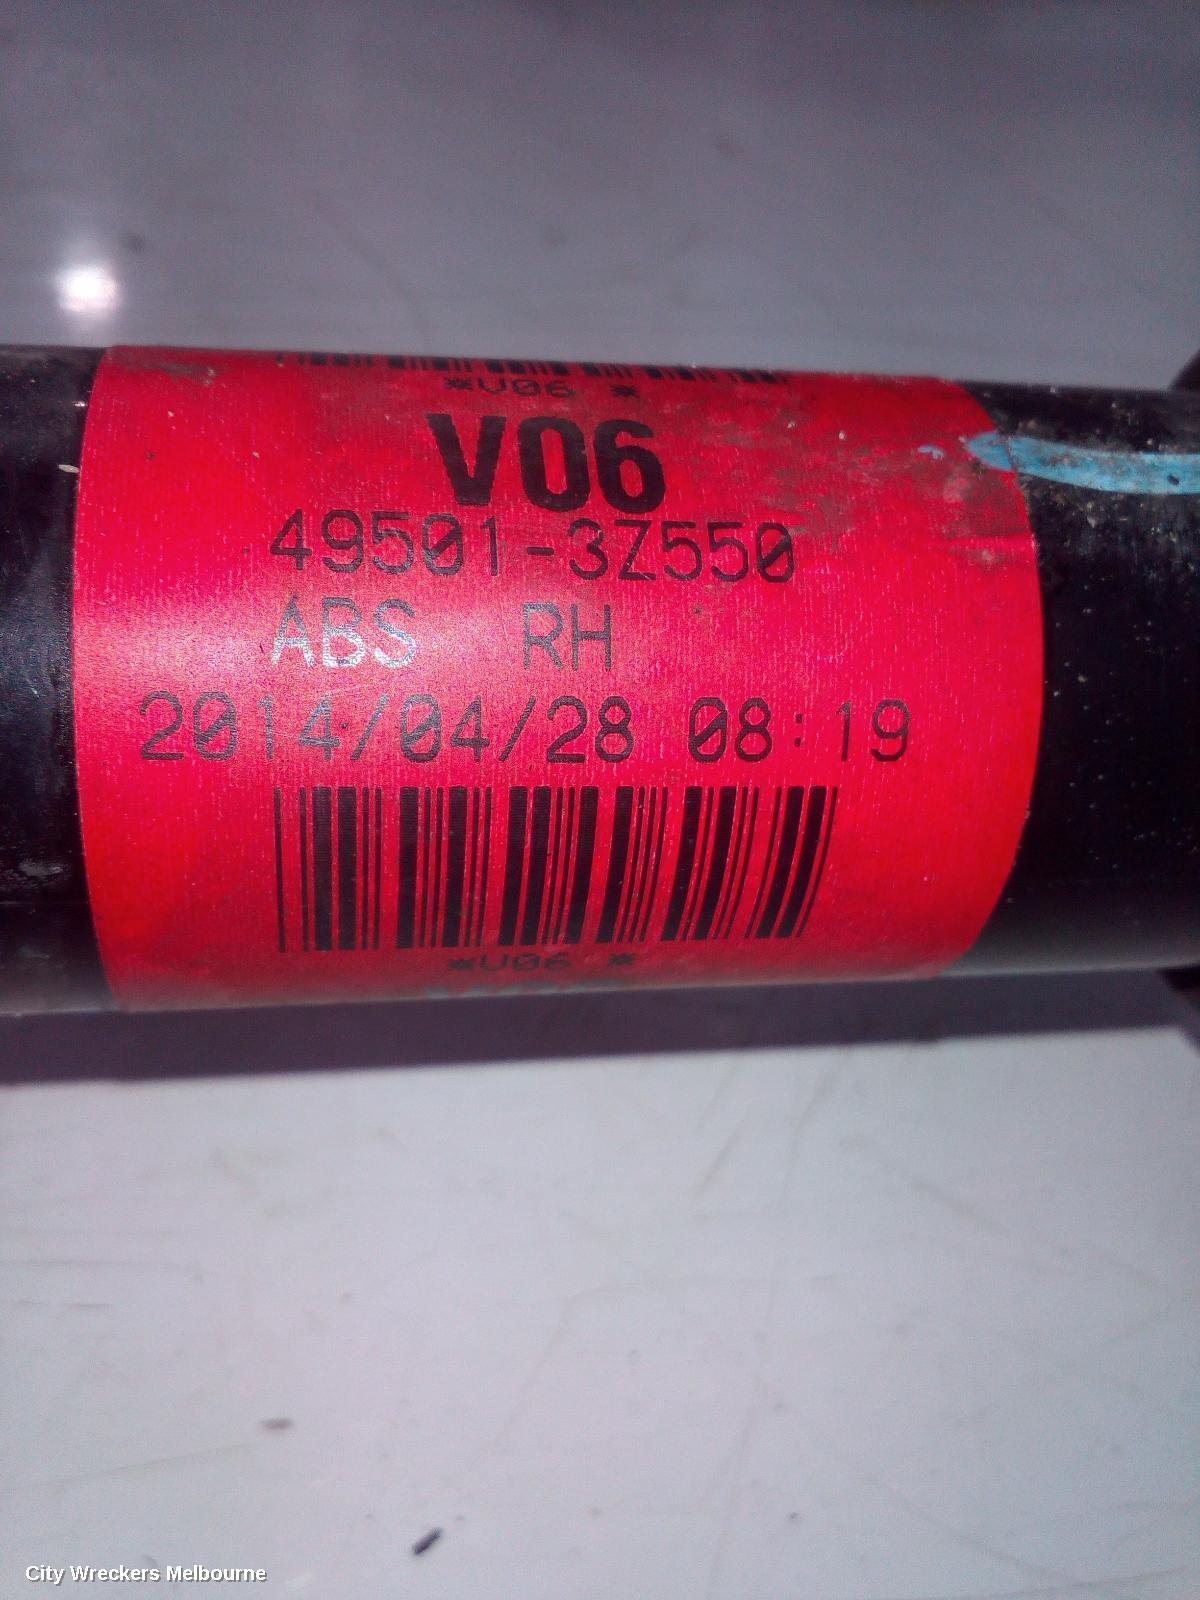 *V06 *
V06
49501-3Z550
ABS RH
2014/04/28 08:19
*V06 *
City Wreckers Melbourne